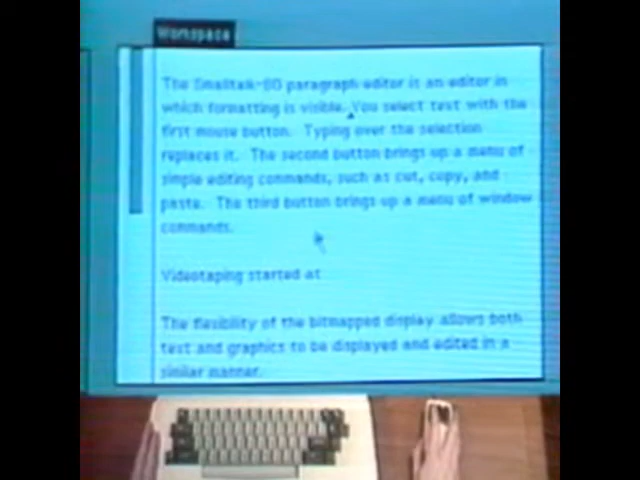 Workspace
The Smalltalk-80 paragraph editor is an editor in
which formatting is visible. You select text with the
first mouse button. Typing over the selection
replaces it. The second button brings up a menu of
simple editing commands, such as cut, copy, and
paste. The third button brings up a menu of window
commands.
Videotaping started at
The flexibility of the bitmapped display allows both
text and graphics to be displayed and edited in a
similar manner.